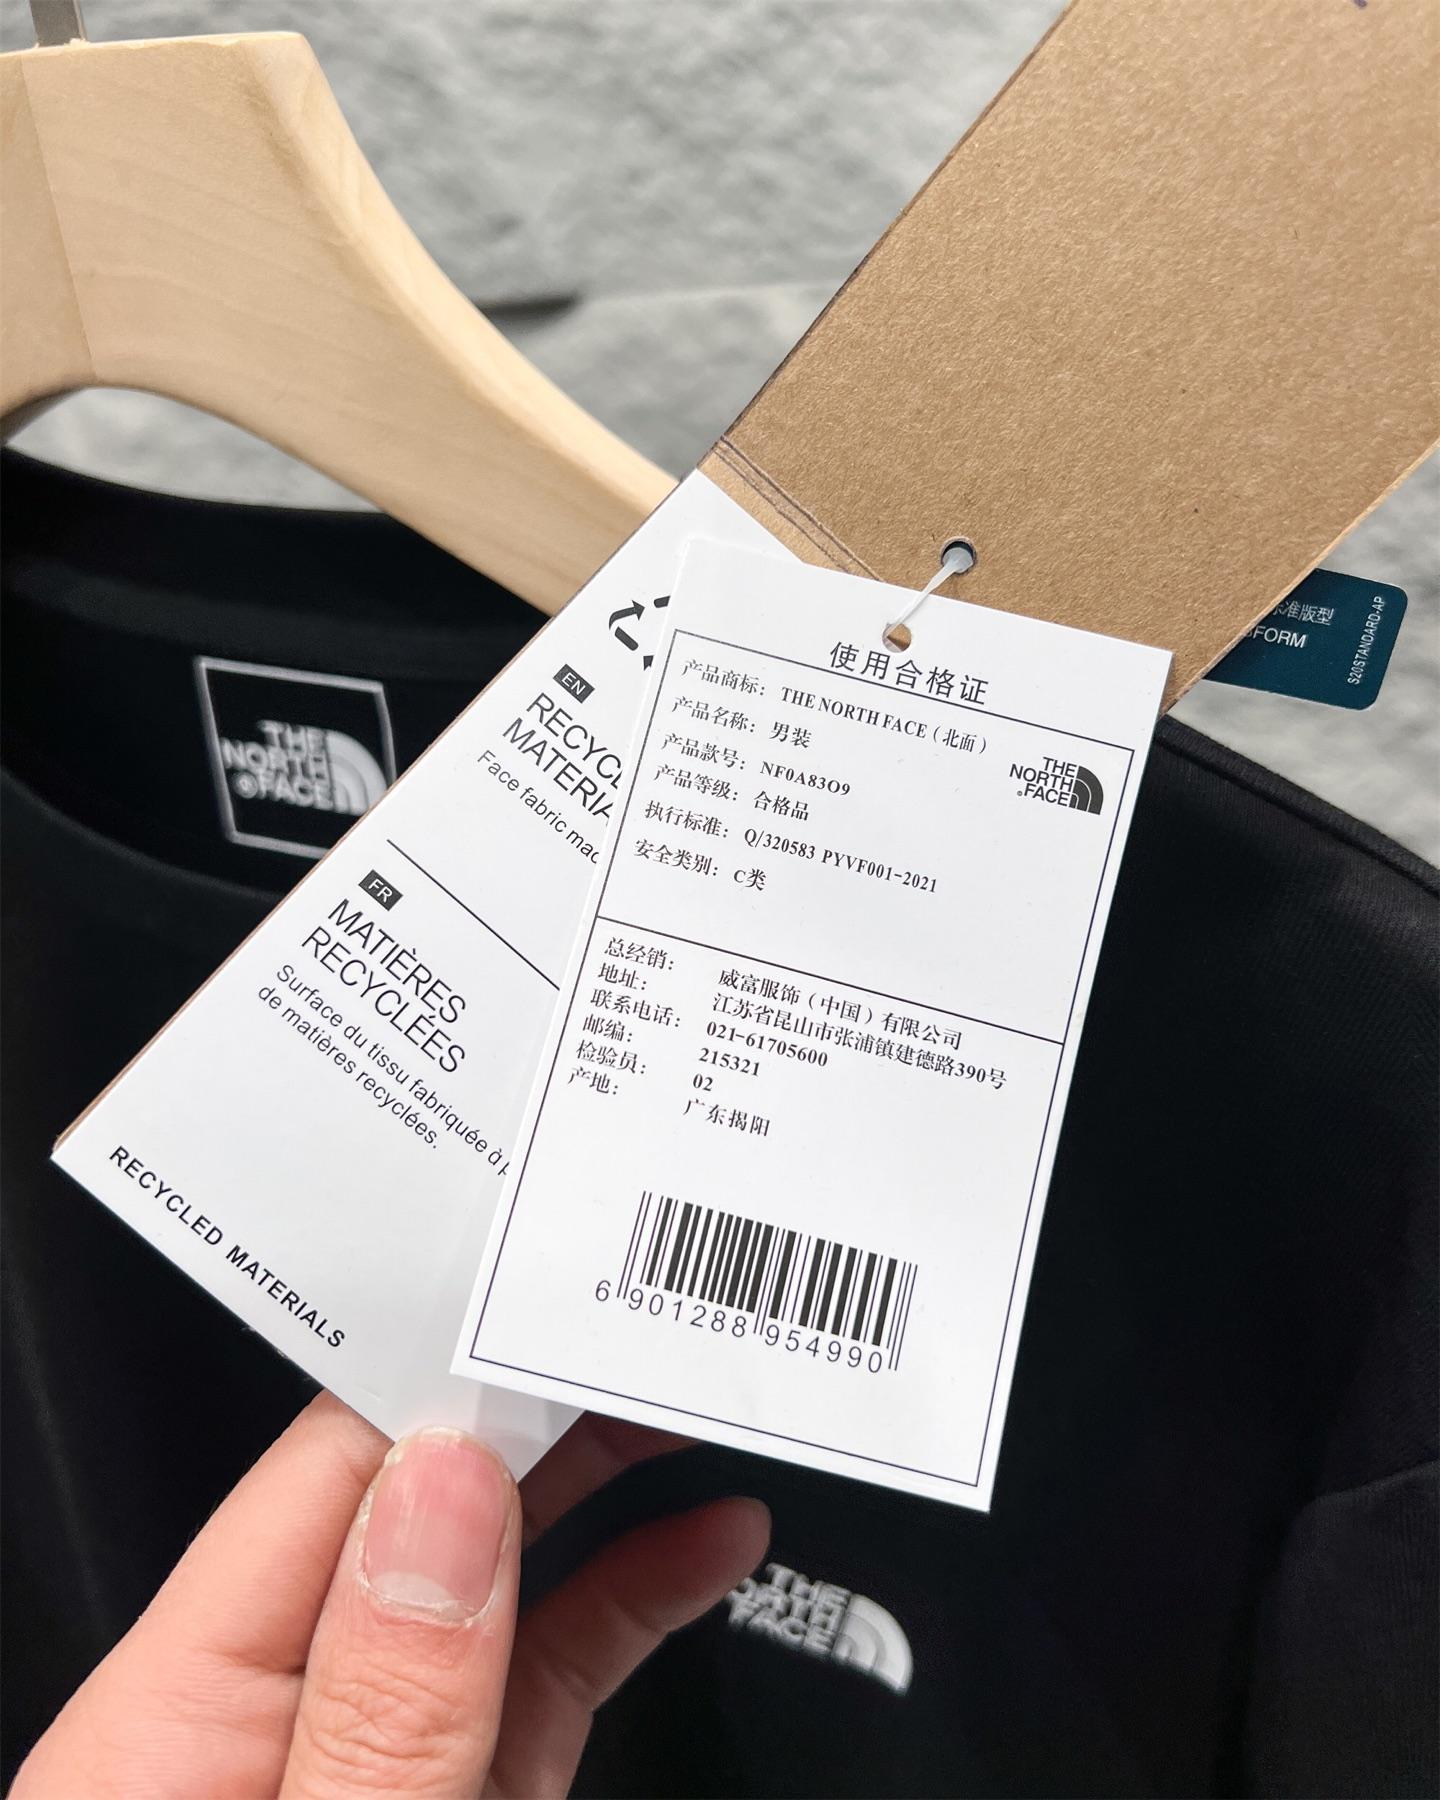 使用合格证
产品商标： THE NORTH FACE（北面）
产品名称： 男装
产品款号： NF0A83O9
产品等级： 合格品
执行标准： Q/320583 PYVF001-2021
安全类别： C类
THE
NORTH
FACE
总经销： 威富服饰（中国）有限公司
地址： 江苏省昆山市张浦镇建德路390号
联系电话： 021-61705600
邮编： 215321
检验员： 02
产地： 广东揭阳
6 901288 954990
EN
RECYCL
MATERIA
Face fabric mad
FR
MATIÈRES
RECYCLÉES
Surface du tissu fabriquée à p
de matières recyclées.
RECYCLED MATERIALS
THE
NORTH
FACE
准版型
FORM
S20STANDARD-AP
THE
NORTH
FACE